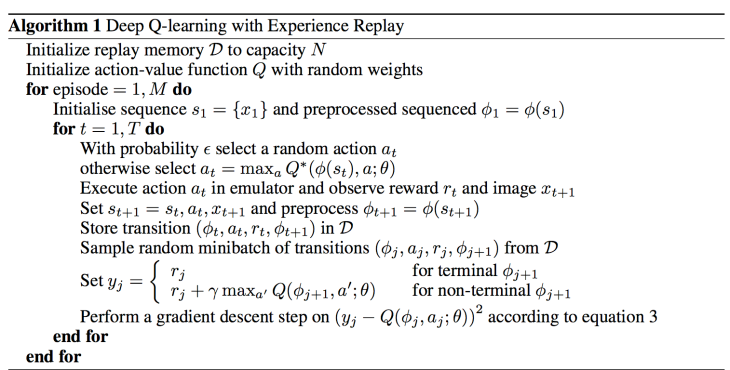 Algorithm 1 Deep Q-learning with Experience Replay
Initialize replay memory 𝒟 to capacity N
Initialize action-value function Q with random weights
for episode = 1, M do
Initialise sequence s₁ = {x₁} and preprocessed sequenced ϕ₁ = ϕ(s₁)
for t = 1, T do
With probability ϵ select a random action aₜ
otherwise select aₜ = maxₐ Q*(ϕ(sₜ), a; θ)
Execute action aₜ in emulator and observe reward rₜ and image xₜ₊₁
Set sₜ₊₁ = sₜ, aₜ, xₜ₊₁ and preprocess ϕₜ₊₁ = ϕ(sₜ₊₁)
Store transition (ϕₜ, aₜ, rₜ, ϕₜ₊₁) in 𝒟
Sample random minibatch of transitions (ϕⱼ, aⱼ, rⱼ, ϕⱼ₊₁) from 𝒟
Set yⱼ = { rⱼ for terminal ϕⱼ₊₁
rⱼ + γ maxₐ′ Q(ϕⱼ₊₁, a′; θ) for non-terminal ϕⱼ₊₁
Perform a gradient descent step on (yⱼ − Q(ϕⱼ, aⱼ; θ))² according to equation 3
end for
end for